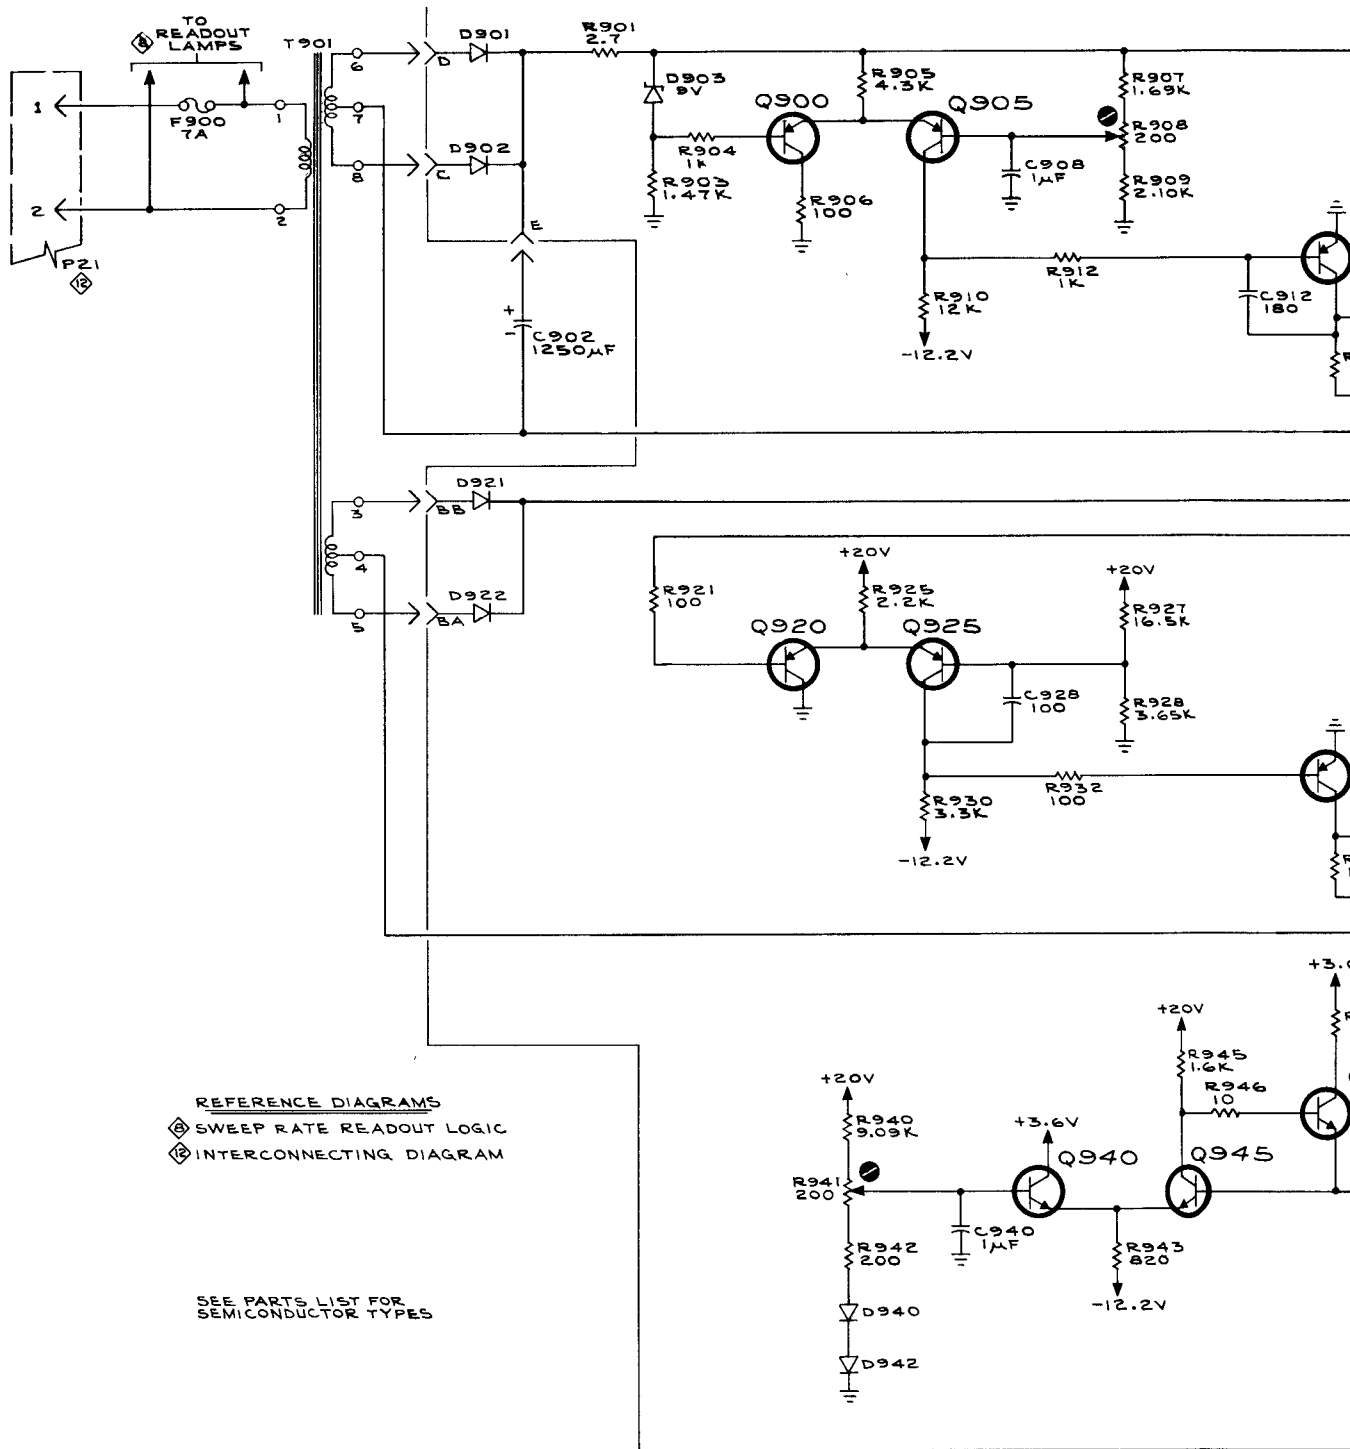 TO
8 READOUT
LAMPS
T901
1
F900
7A
1
2
2
P21
12
6
7
8
D
D901
C
D902
E
+
-
C902
1250µF
R901
2.7
D903
9V
R904
1K
R903
1.47K
Q900
R906
100
R905
4.3K
Q905
C908
1µF
R907
1.69K
R908
200
R909
2.10K
R910
12K
-12.2V
R912
1K
C912
180
R
3
4
5
BB
D921
BA
D922
R921
100
Q920
+20V
R925
2.2K
Q925
C928
100
+20V
R927
16.5K
R928
3.65K
R930
3.3K
-12.2V
R932
100
R
1
REFERENCE DIAGRAMS
8 SWEEP RATE READOUT LOGIC
12 INTERCONNECTING DIAGRAM
SEE PARTS LIST FOR
SEMICONDUCTOR TYPES
+20V
R940
9.09K
R941
200
R942
200
D940
D942
C940
1µF
+3.6V
Q940
R943
820
-12.2V
+20V
R945
1.6K
R946
10
Q945
R